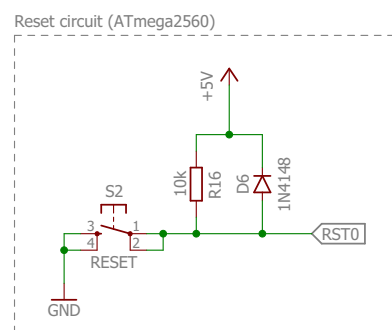 Reset circuit (ATmega2560)
+5V
10k
R16
D6
1N4148
S2
3
1
4
2
RESET
RST0
GND